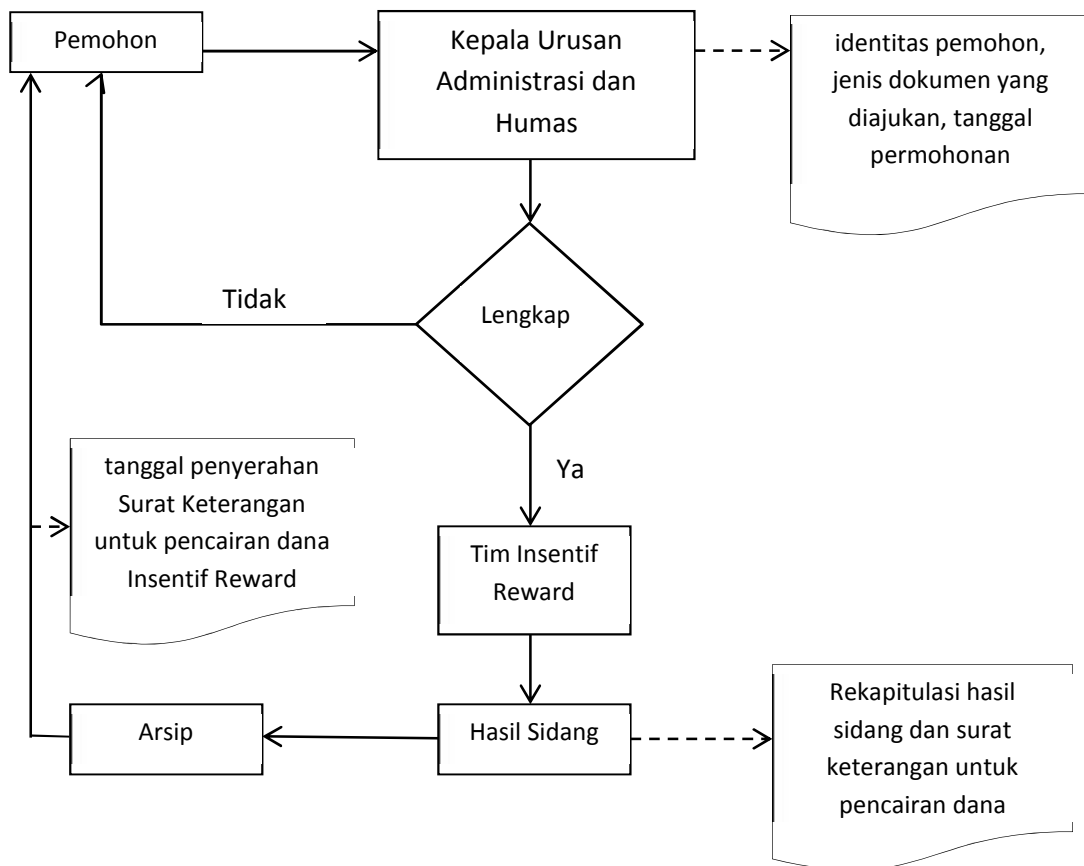 Pemohon
Kepala Urusan
Administrasi dan
Humas
identitas pemohon,
jenis dokumen yang
diajukan, tanggal
permohonan
Tidak
Lengkap
Ya
tanggal penyerahan
Surat Keterangan
untuk pencairan dana
Insentif Reward
Tim Insentif
Reward
Arsip
Hasil Sidang
Rekapitulasi hasil
sidang dan surat
keterangan untuk
pencairan dana